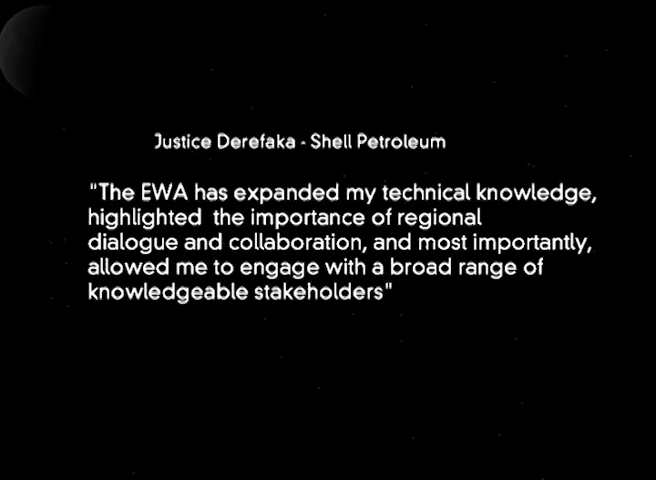 Justice Derefaka - Shell Petroleum
"The EWA has expanded my technical knowledge,
highlighted the importance of regional
dialogue and collaboration, and most importantly,
allowed me to engage with a broad range of
knowledgeable stakeholders"